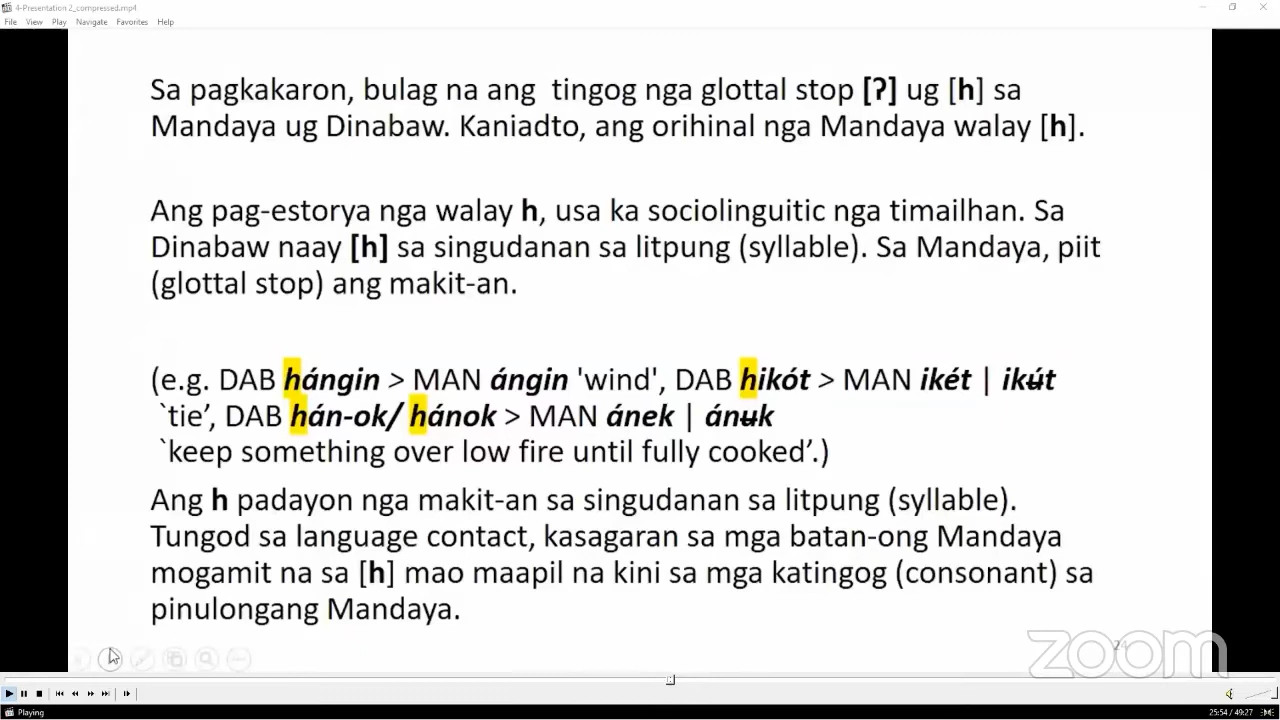 4-Presentation 2_compressed.mp4
File View Play Navigate Favorites Help
Sa pagkakaron, bulag na ang tingog nga glottal stop [ʔ] ug [h] sa
Mandaya ug Dinabaw. Kaniadto, ang orihinal nga Mandaya walay [h].
Ang pag-estorya nga walay h, usa ka sociolinguitic nga timailhan. Sa
Dinabaw naay [h] sa singudanan sa litpung (syllable). Sa Mandaya, piit
(glottal stop) ang makit-an.
(e.g. DAB hángin > MAN ángin 'wind', DAB hikót > MAN ikét | ikʉ́t
`tie’, DAB hán-ok/ hánok > MAN ánek | ánʉk
`keep something over low fire until fully cooked’.)
Ang h padayon nga makit-an sa singudanan sa litpung (syllable).
Tungod sa language contact, kasagaran sa mga batan-ong Mandaya
mogamit na sa [h] mao maapil na kini sa mga katingog (consonant) sa
pinulongang Mandaya.
24
zoom
Playing
25:54 / 49:27